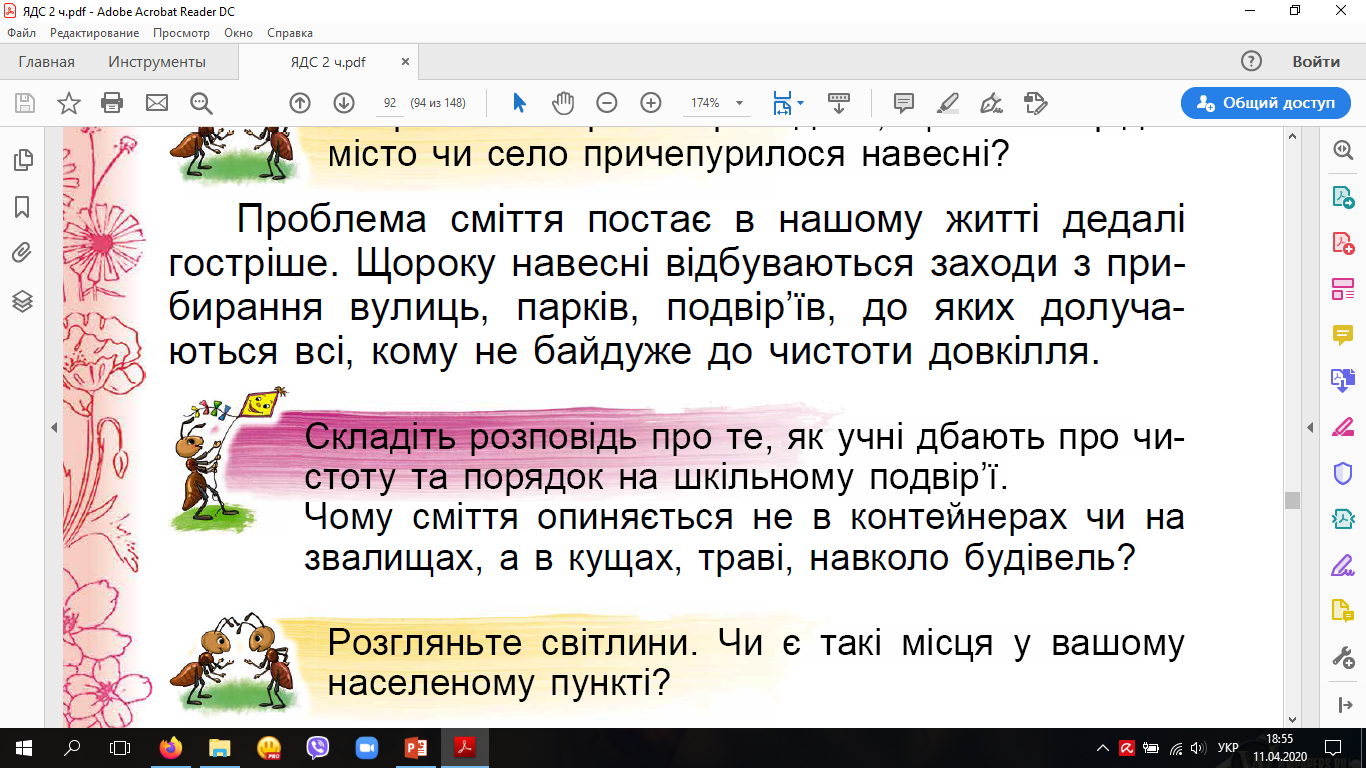 ЯДС 2 ч.pdf - Adobe Acrobat Reader DC
Файл Редактирование Просмотр Окно Справка
Главная Инструменты ЯДС 2 ч.pdf Войти
92 (94 из 148) 174% Общий доступ
місто чи село причепурилося навесні?
Проблема сміття постає в нашому житті дедалі
гостріше. Щороку навесні відбуваються заходи з при-
бирання вулиць, парків, подвір’їв, до яких долуча-
ються всі, кому не байдуже до чистоти довкілля.
Складіть розповідь про те, як учні дбають про чи-
стоту та порядок на шкільному подвір’ї.
Чому сміття опиняється не в контейнерах чи на
звалищах, а в кущах, траві, навколо будівель?
Розгляньте світлини. Чи є такі місця у вашому
населеному пункті?
PRO
УКР
18:55
11.04.2020